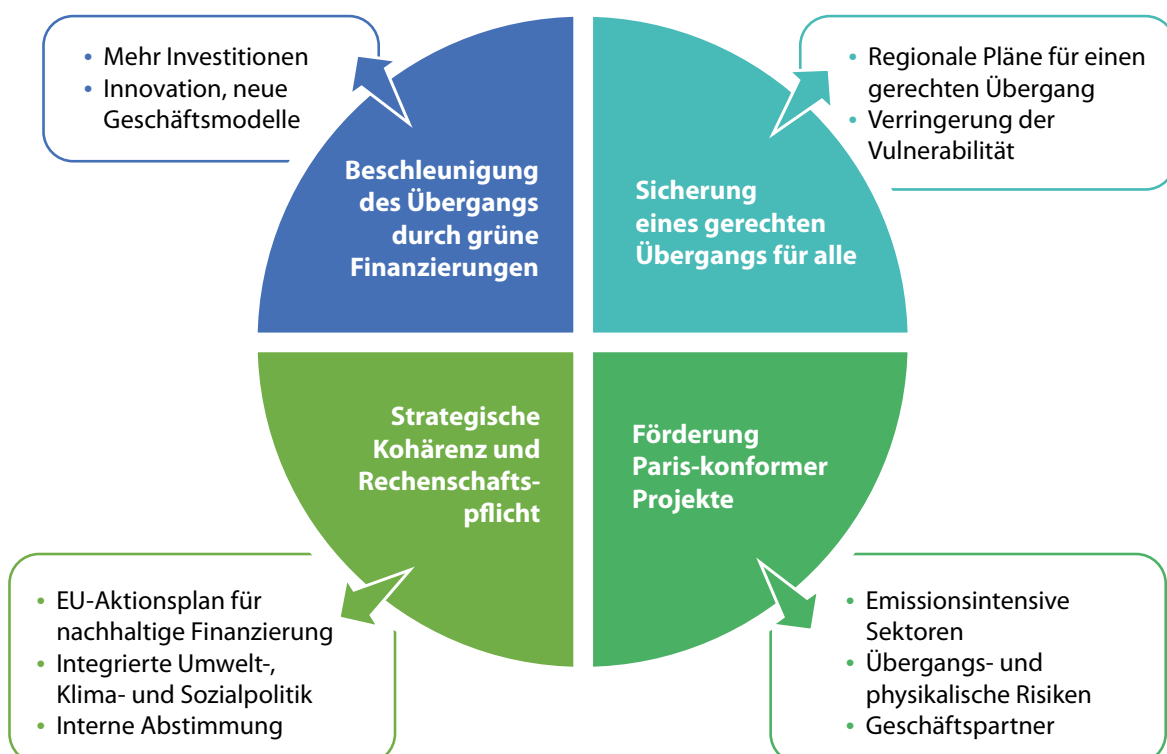 • Mehr Investitionen
• Innovation, neue
Geschäftsmodelle
Beschleunigung
des Übergangs
durch grüne
Finanzierungen
• Regionale Pläne für einen
gerechten Übergang
• Verringerung der
Vulnerabilität
Sicherung
eines gerechten
Übergangs für alle
Strategische
Kohärenz und
Rechenschafts-
pflicht
• EU-Aktionsplan für
nachhaltige Finanzierung
• Integrierte Umwelt-,
Klima- und Sozialpolitik
• Interne Abstimmung
Förderung
Paris-konformer
Projekte
• Emissionsintensive
Sektoren
• Übergangs- und
physikalische Risiken
• Geschäftspartner